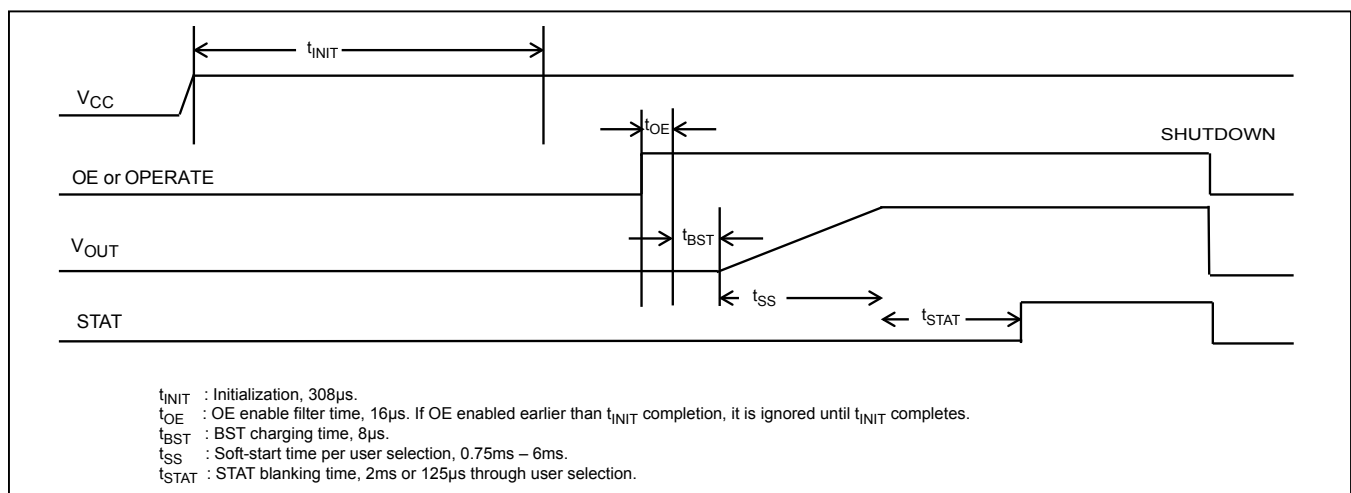 tINIT
VCC
tOE
SHUTDOWN
OE or OPERATE
tBST
VOUT
tSS
STAT
tSTAT
tINIT : Initialization, 308µs.
tOE : OE enable filter time, 16µs. If OE enabled earlier than tINIT completion, it is ignored until tINIT completes.
tBST : BST charging time, 8µs.
tSS : Soft-start time per user selection, 0.75ms – 6ms.
tSTAT : STAT blanking time, 2ms or 125µs through user selection.